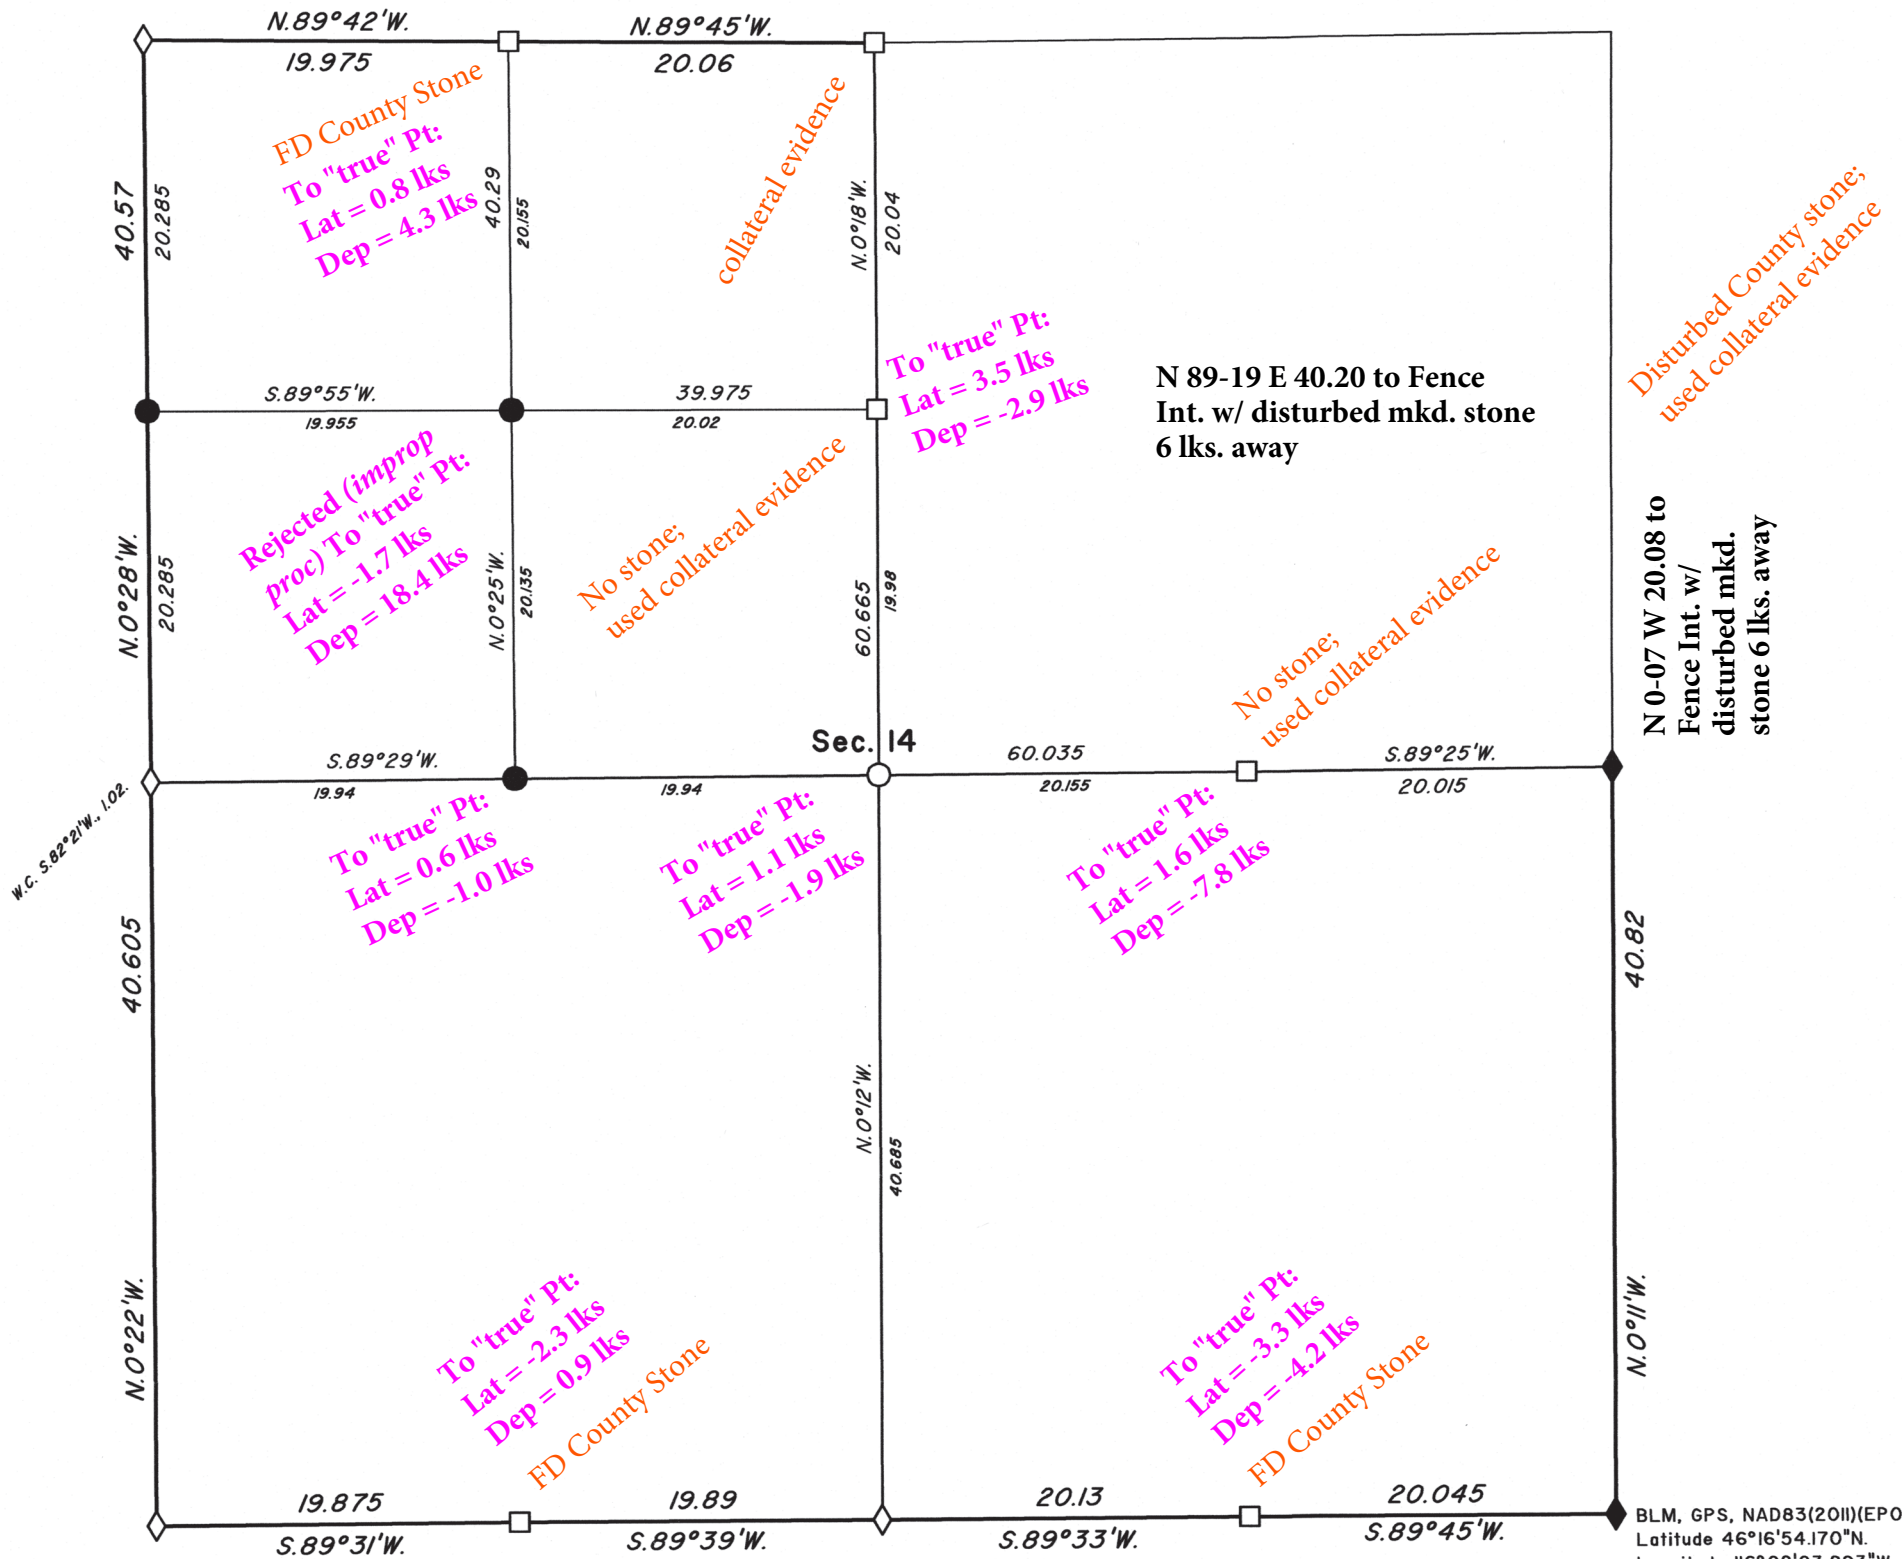 N.89°42'W.
19.975
N.89°45'W.
20.06
FD County Stone
To "true" Pt:
Lat = 0.8 lks
Dep = 4.3 lks
collateral evidence
40.57
20.285
40.29
20.155
N.0°18'W.
20.04
Disturbed County stone;
used collateral evidence
To "true" Pt:
Lat = 3.5 lks
Dep = -2.9 lks
N 89-19 E 40.20 to Fence
Int. w/ disturbed mkd. stone
6 lks. away
S.89°55'W.
19.955
39.975
20.02
Rejected (improp
proc) To "true" Pt:
Lat = -1.7 lks
Dep = 18.4 lks
No stone;
used collateral evidence
N.0°28'W.
20.285
N.0°25'W.
20.135
60.665
19.98
No stone;
used collateral evidence
N 0-07 W 20.08 to
Fence Int. w/
disturbed mkd.
stone 6 lks. away
Sec. 14
S.89°29'W.
19.94
19.94
60.035
20.155
S.89°25'W.
20.015
W.C. S.82°21'W., 1.02.
To "true" Pt:
Lat = 0.6 lks
Dep = -1.0 lks
To "true" Pt:
Lat = 1.1 lks
Dep = -1.9 lks
To "true" Pt:
Lat = 1.6 lks
Dep = -7.8 lks
40.605
N.0°22'W.
N.0°12'W.
40.685
40.82
N.0°11'W.
To "true" Pt:
Lat = -2.3 lks
Dep = 0.9 lks
FD County Stone
To "true" Pt:
Lat = -3.3 lks
Dep = -4.2 lks
FD County Stone
19.875
S.89°31'W.
19.89
S.89°39'W.
20.13
S.89°33'W.
20.045
S.89°45'W.
BLM, GPS, NAD83(2011)(EPO
Latitude 46°16'54.170"N.